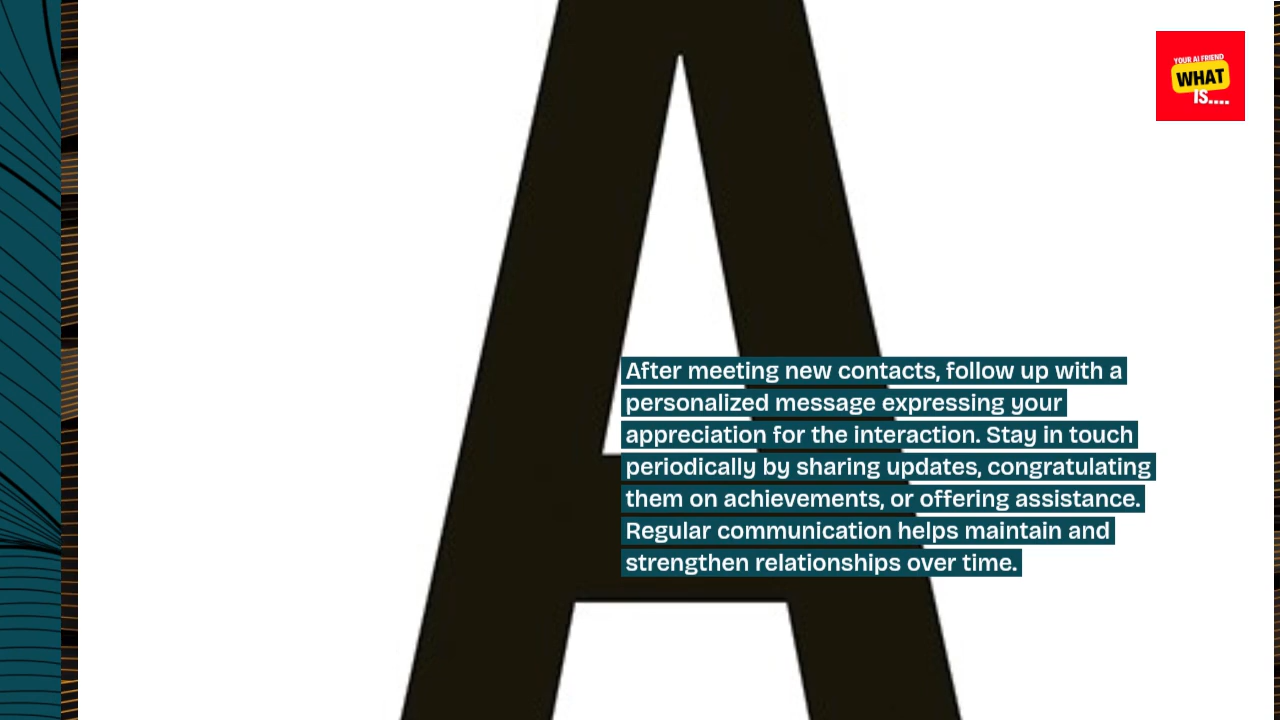 A
YOUR AI FRIEND
WHAT
IS....
After meeting new contacts, follow up with a
personalized message expressing your
appreciation for the interaction. Stay in touch
periodically by sharing updates, congratulating
them on achievements, or offering assistance.
Regular communication helps maintain and
strengthen relationships over time.